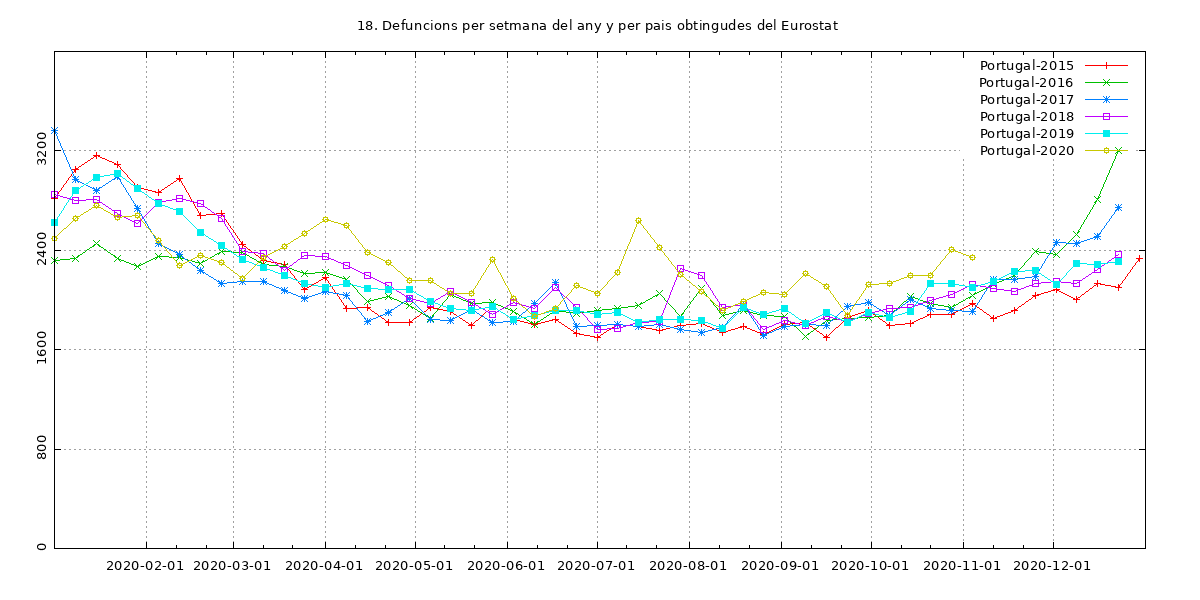 18. Defuncions per setmana del any y per pais obtingudes del Eurostat
Portugal-2015
Portugal-2016
Portugal-2017
Portugal-2018
Portugal-2019
Portugal-2020
3200
2400
1600
800
0
2020-02-01 2020-03-01 2020-04-01 2020-05-01 2020-06-01 2020-07-01 2020-08-01 2020-09-01 2020-10-01 2020-11-01 2020-12-01